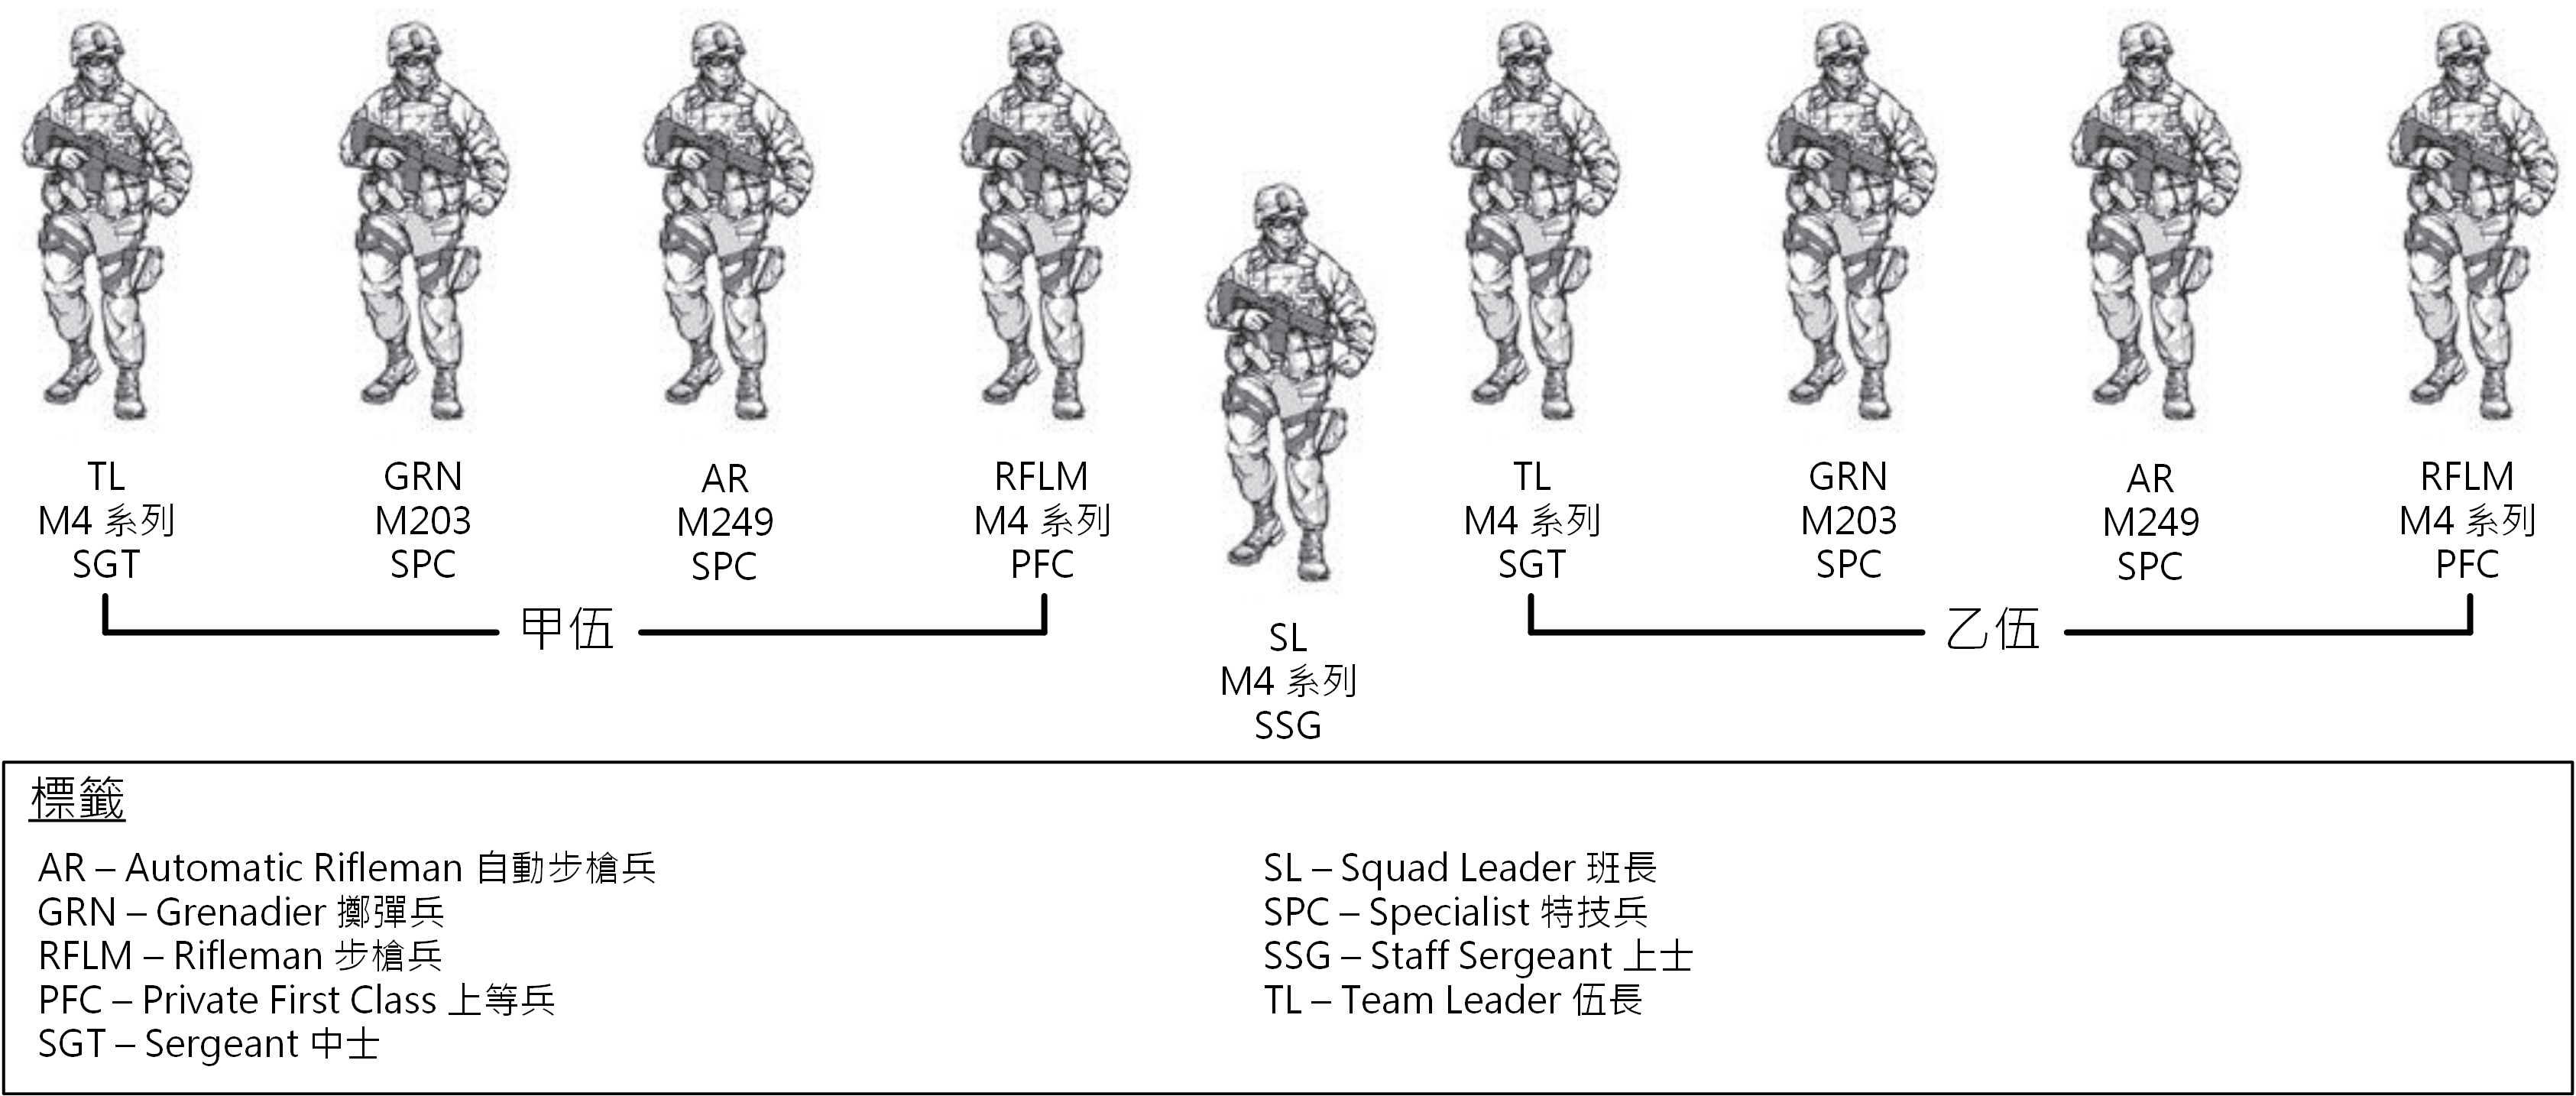 TL
M4 系列
SGT
GRN
M203
SPC
AR
M249
SPC
RFLM
M4 系列
PFC
甲伍
SL
M4 系列
SSG
TL
M4 系列
SGT
GRN
M203
SPC
AR
M249
SPC
RFLM
M4 系列
PFC
乙伍
標籤
AR – Automatic Rifleman 自動步槍兵
GRN – Grenadier 擲彈兵
RFLM – Rifleman 步槍兵
PFC – Private First Class 上等兵
SGT – Sergeant 中士
SL – Squad Leader 班長
SPC – Specialist 特技兵
SSG – Staff Sergeant 上士
TL – Team Leader 伍長